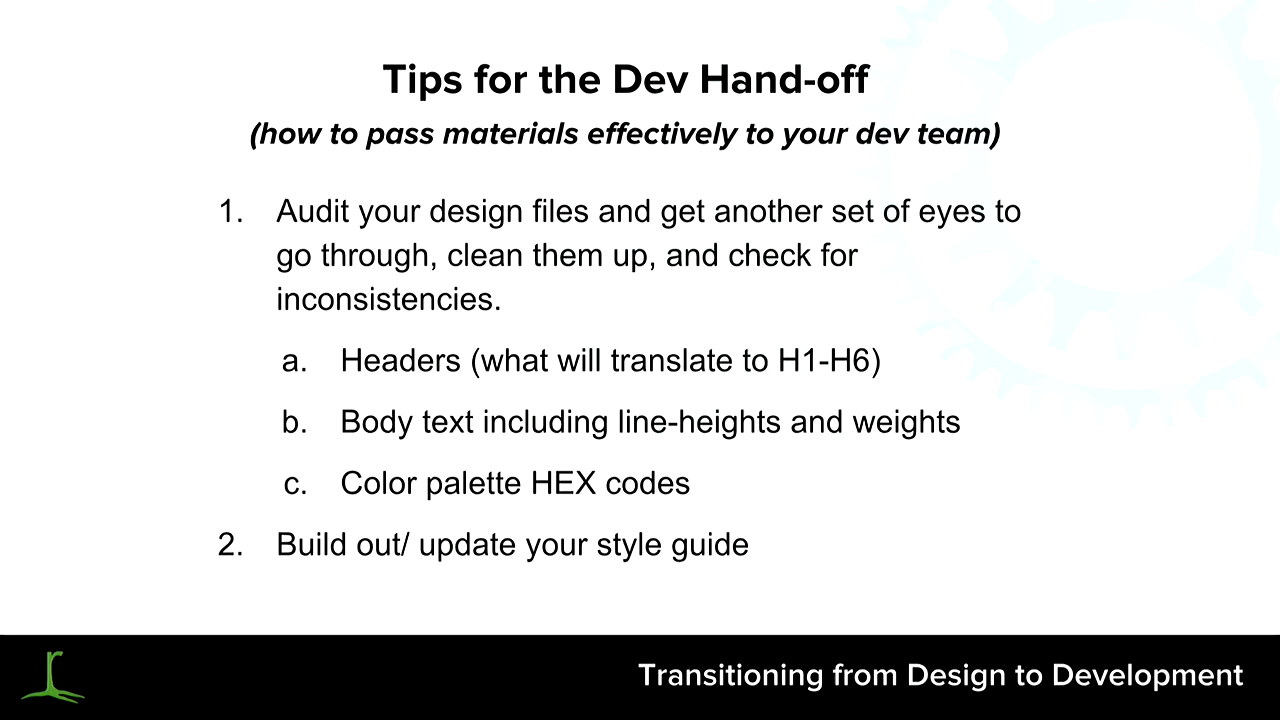 Tips for the Dev Hand-off
(how to pass materials effectively to your dev team)
1. Audit your design files and get another set of eyes to
go through, clean them up, and check for
inconsistencies.
a. Headers (what will translate to H1-H6)
b. Body text including line-heights and weights
c. Color palette HEX codes
2. Build out/ update your style guide
Transitioning from Design to Development